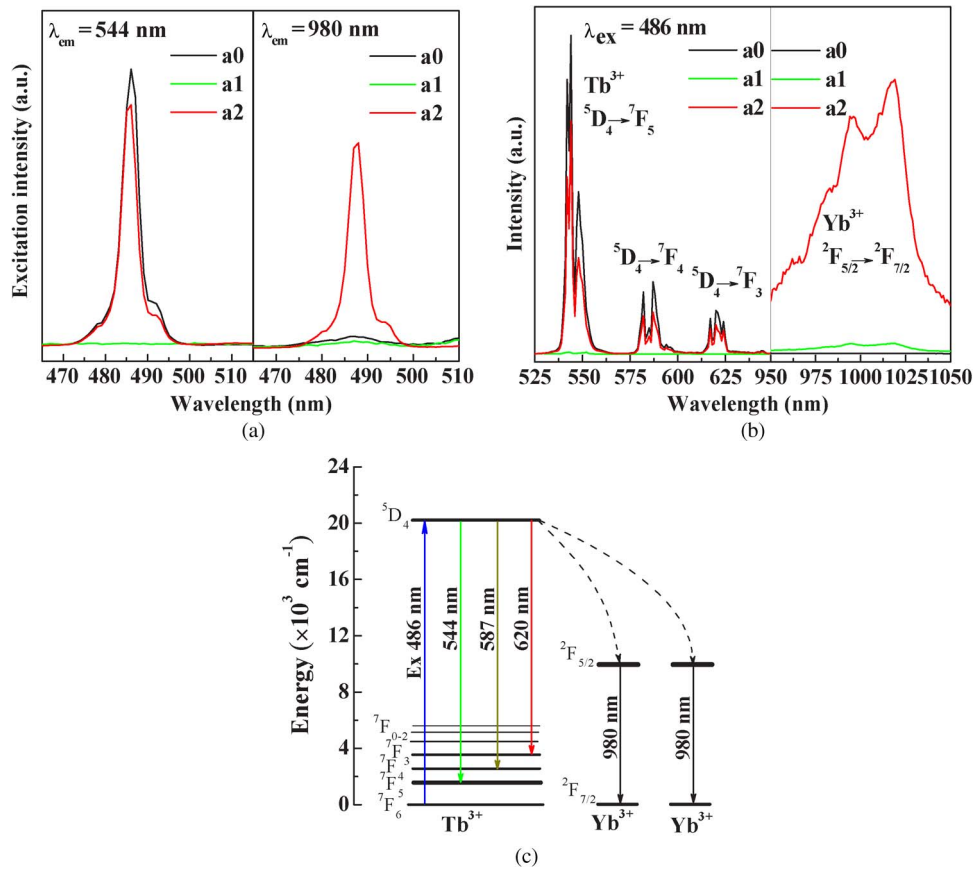 λem = 544 nm
a0
a1
a2
λem = 980 nm
a0
a1
a2
Excitation intensity (a.u.)
470 480 490 500 510
470 480 490 500 510
Wavelength (nm)
(a)
λex = 486 nm
a0
a1
a2
a0
a1
a2
Tb3+
5D4→7F5
5D4→7F4
5D4→7F3
Yb3+
2F5/2→2F7/2
Intensity (a.u.)
525 550 575 600 625 950 975 1000 1025 1050
Wavelength (nm)
(b)
Energy (×10³ cm⁻¹)
24
20
16
12
8
4
0
5D4
Ex 486 nm
544 nm
587 nm
620 nm
7F0-2
7F3
7F4
7F5
7F6
Tb3+
2F5/2
980 nm
980 nm
2F7/2
Yb3+
Yb3+
(c)